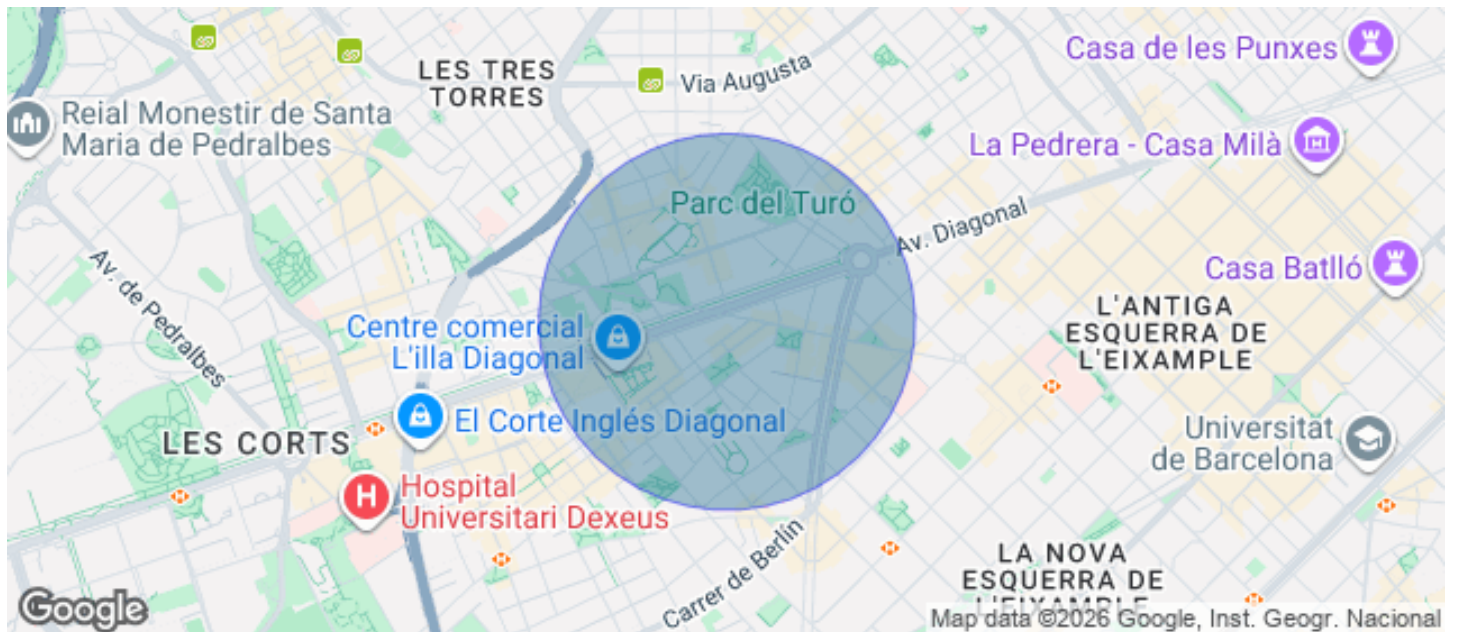 Casa de les Punxes
LES TRES
TORRES
Via Augusta
Reial Monestir de Santa
Maria de Pedralbes
La Pedrera - Casa Milà
Parc del Turó
Av. Diagonal
Av. de Pedralbes
Casa Batlló
L'ANTIGA
ESQUERRA DE
L'EIXAMPLE
Centre comercial
L'illa Diagonal
El Corte Inglés Diagonal
LES CORTS
Universitat
de Barcelona
H
Hospital
Universitari Dexeus
Carrer de Berlín
LA NOVA
ESQUERRA DE
L'EIXAMPLE
Google
Map data ©2026 Google, Inst. Geogr. Nacional